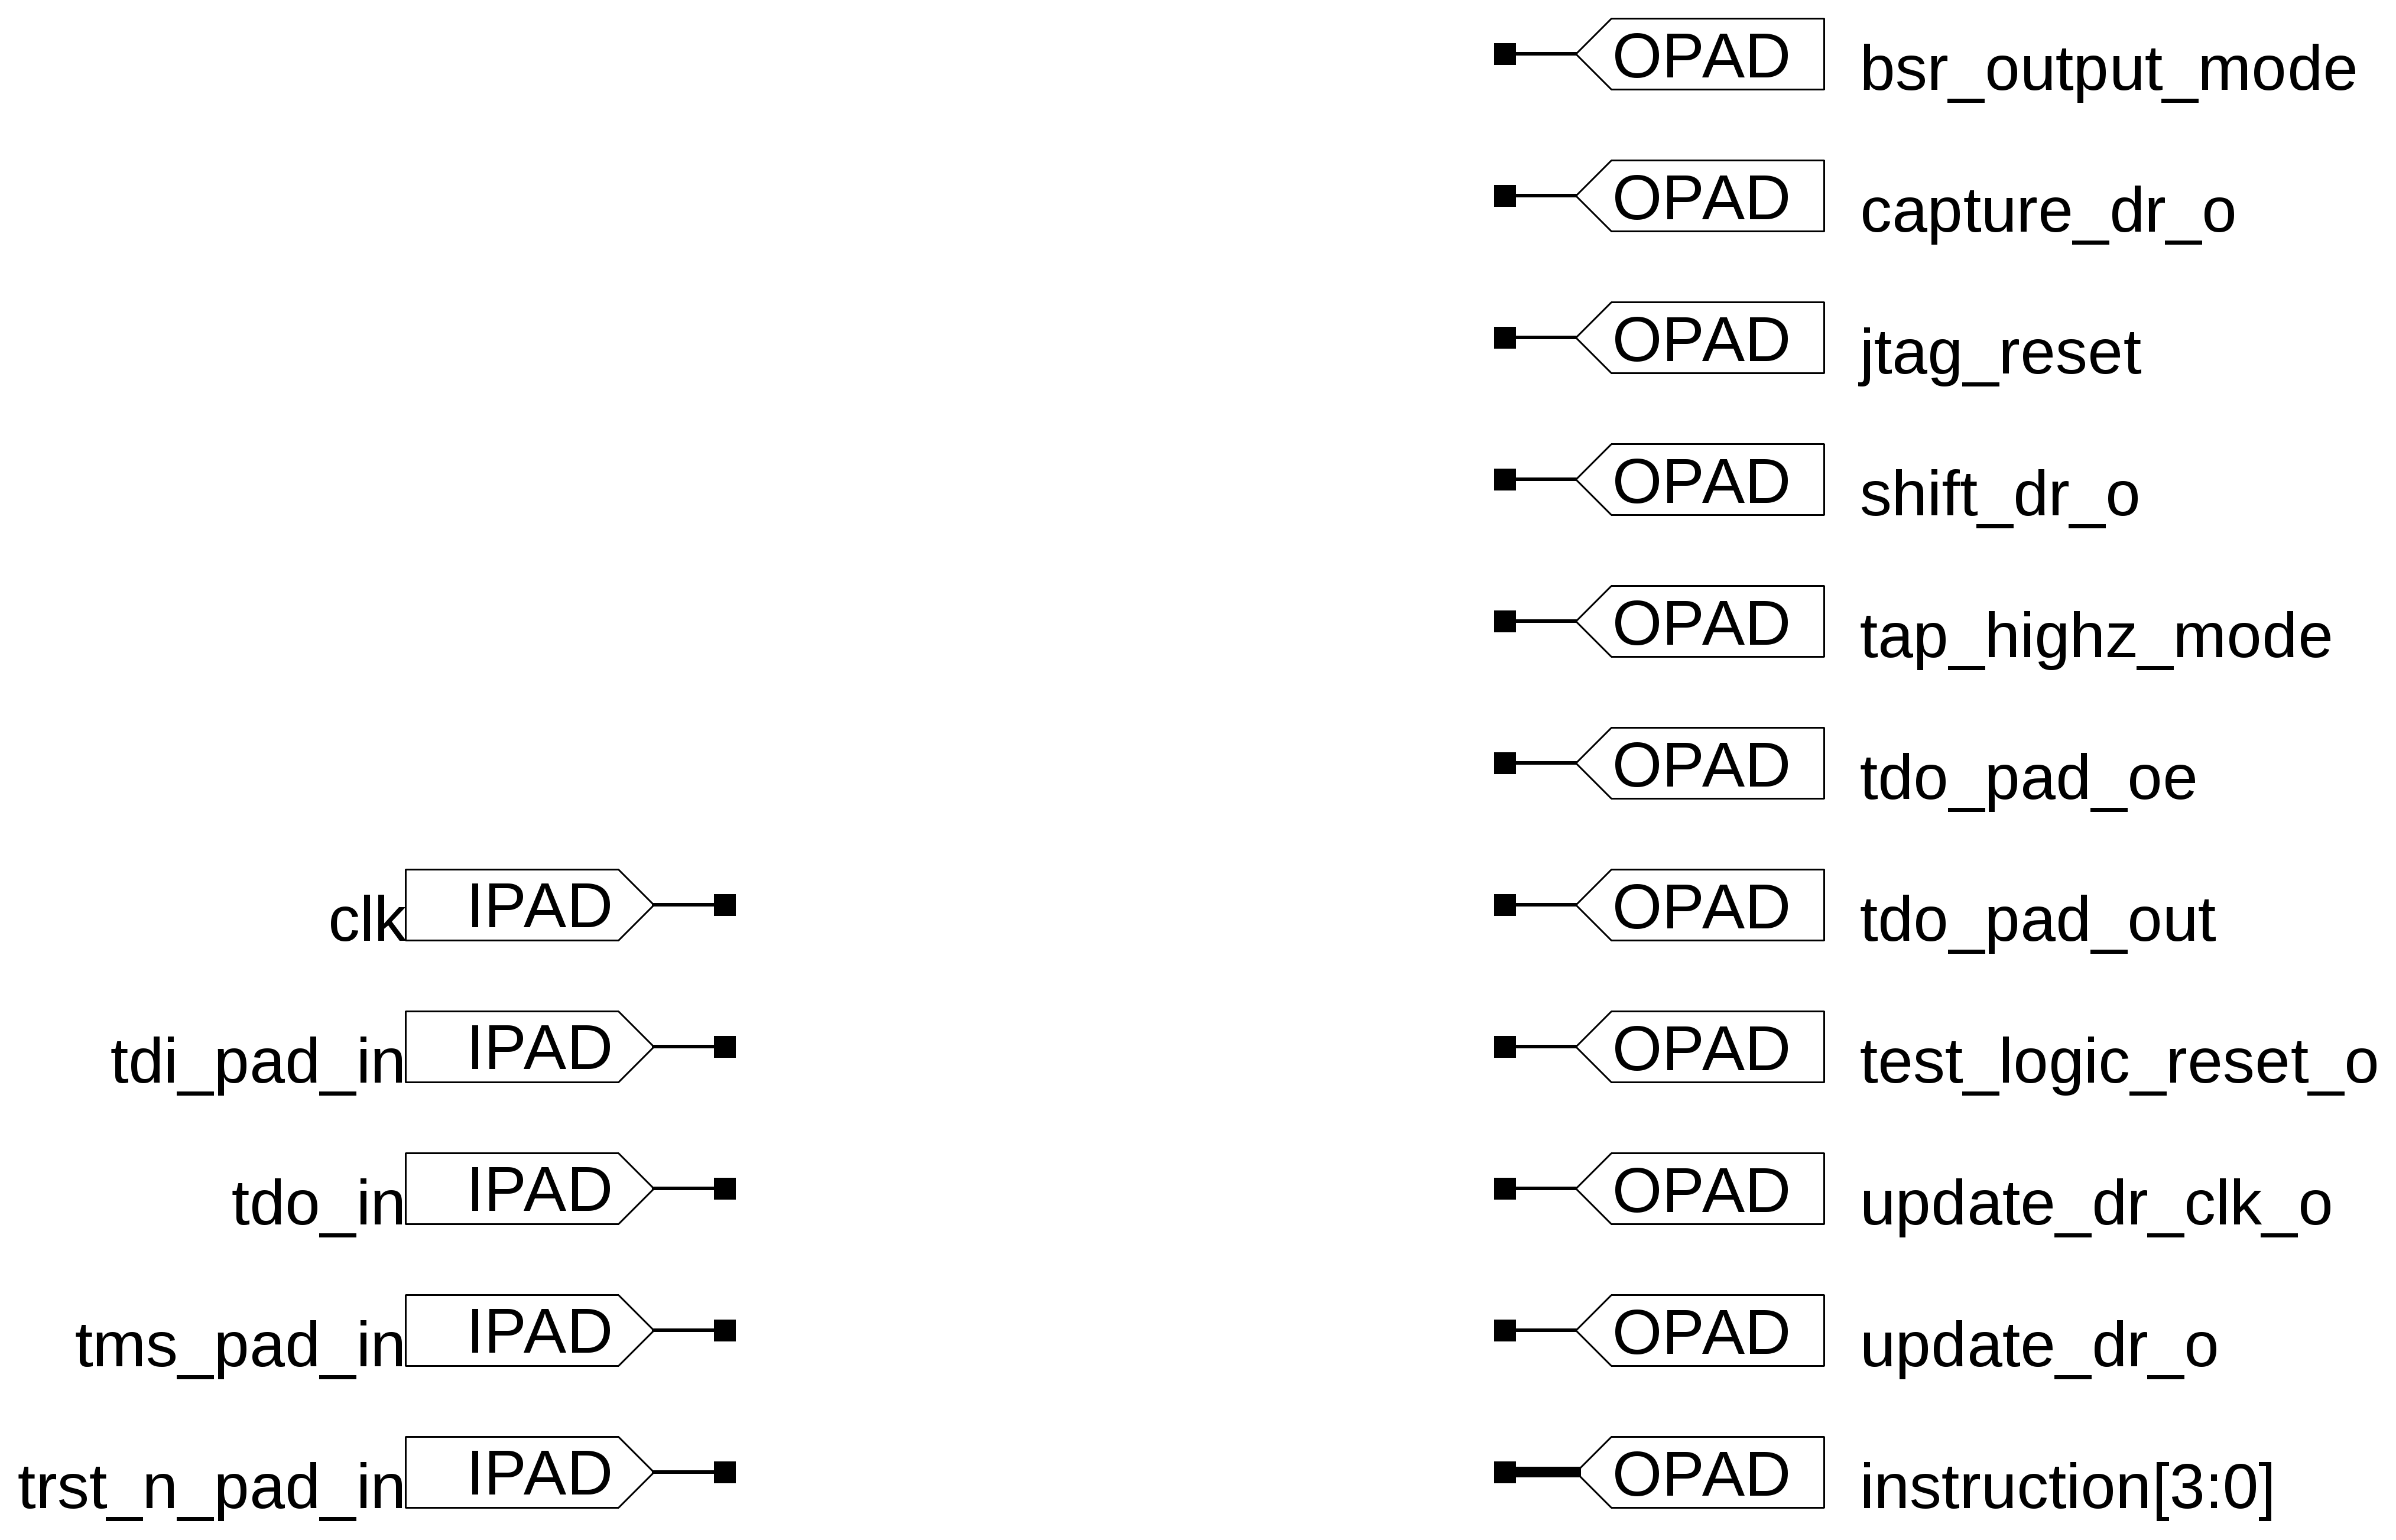 OPAD bsr_output_mode
OPAD capture_dr_o
OPAD jtag_reset
OPAD shift_dr_o
OPAD tap_highz_mode
OPAD tdo_pad_oe
clk IPAD OPAD tdo_pad_out
tdi_pad_in IPAD OPAD test_logic_reset_o
tdo_in IPAD OPAD update_dr_clk_o
tms_pad_in IPAD OPAD update_dr_o
trst_n_pad_in IPAD OPAD instruction[3:0]